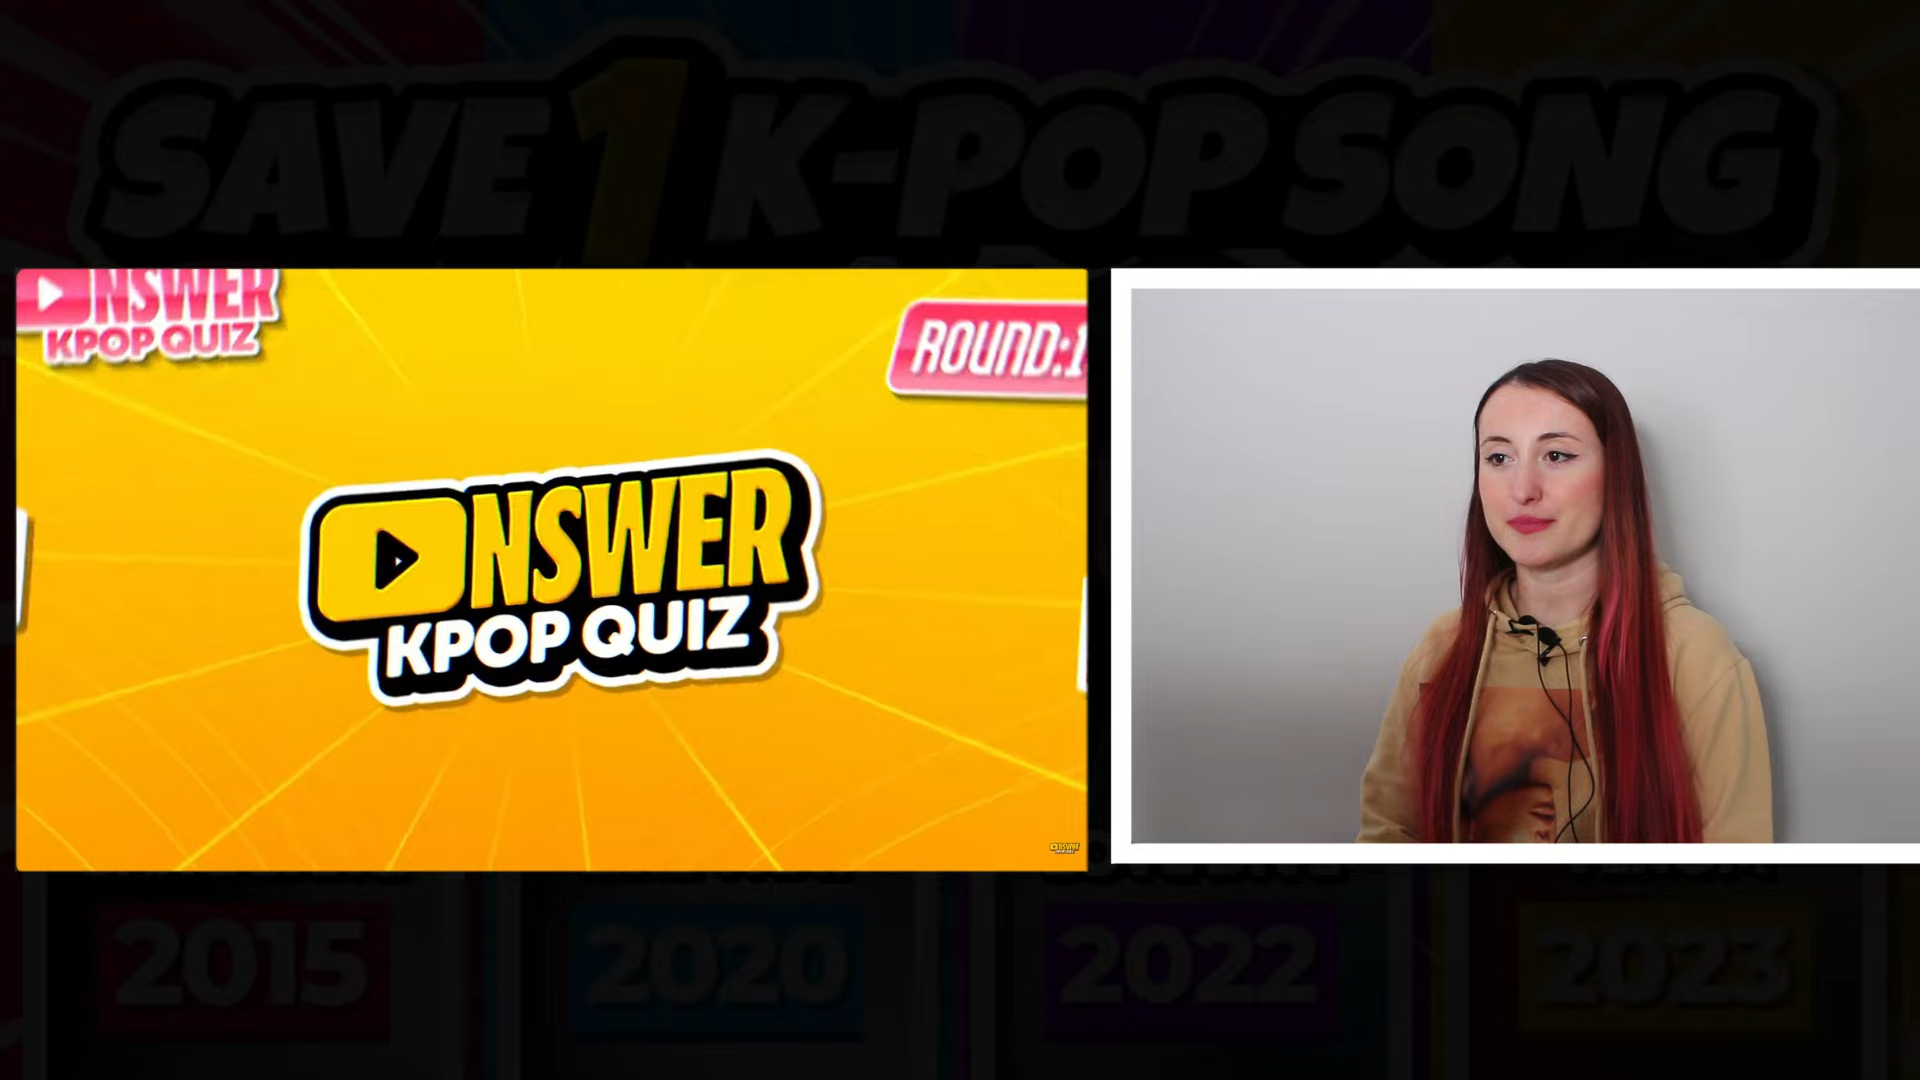 SAVE 1 K-POP SONG
NSWER
KPOP QUIZ
ROUND:1
NSWER
KPOP QUIZ
2015
2020
2022
2023